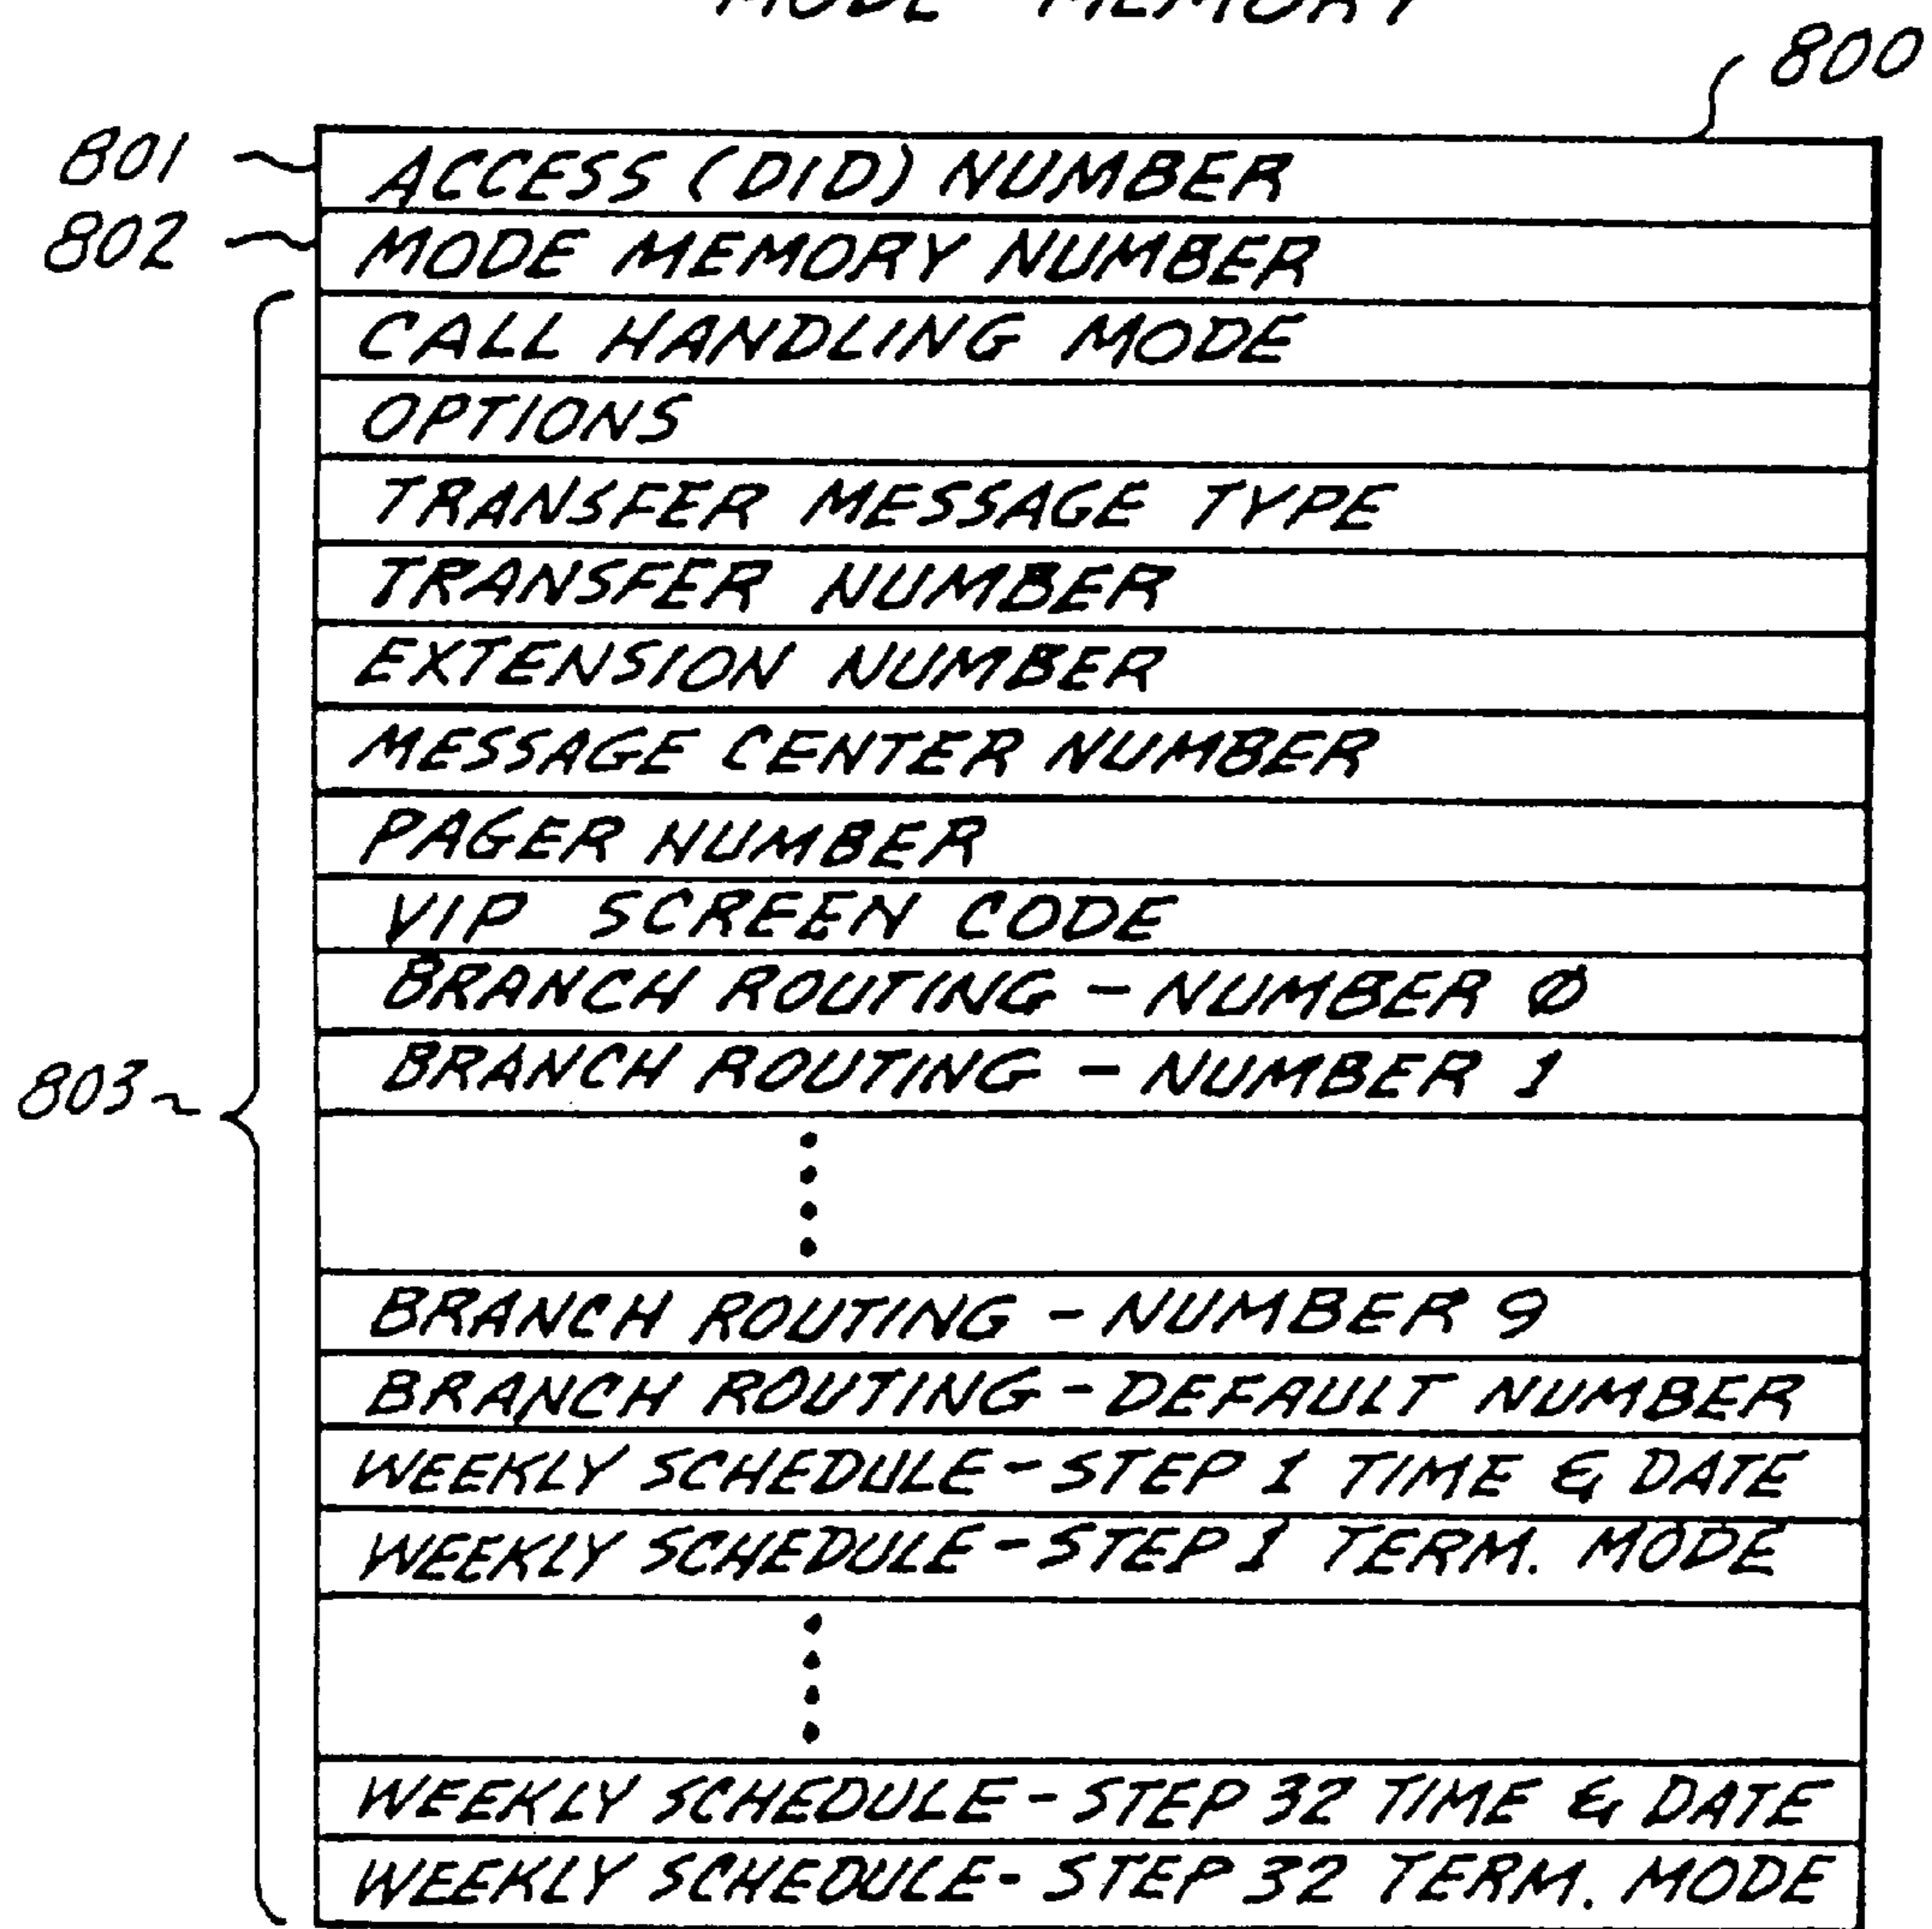 MODE MEMORY
800
801 ACCESS (DID) NUMBER
802 MODE MEMORY NUMBER
CALL HANDLING MODE
OPTIONS
TRANSFER MESSAGE TYPE
TRANSFER NUMBER
EXTENSION NUMBER
MESSAGE CENTER NUMBER
PAGER NUMBER
VIP SCREEN CODE
BRANCH ROUTING - NUMBER 0
803 BRANCH ROUTING - NUMBER 1
BRANCH ROUTING - NUMBER 9
BRANCH ROUTING - DEFAULT NUMBER
WEEKLY SCHEDULE - STEP 1 TIME & DATE
WEEKLY SCHEDULE - STEP 1 TERM. MODE
WEEKLY SCHEDULE - STEP 32 TIME & DATE
WEEKLY SCHEDULE - STEP 32 TERM. MODE